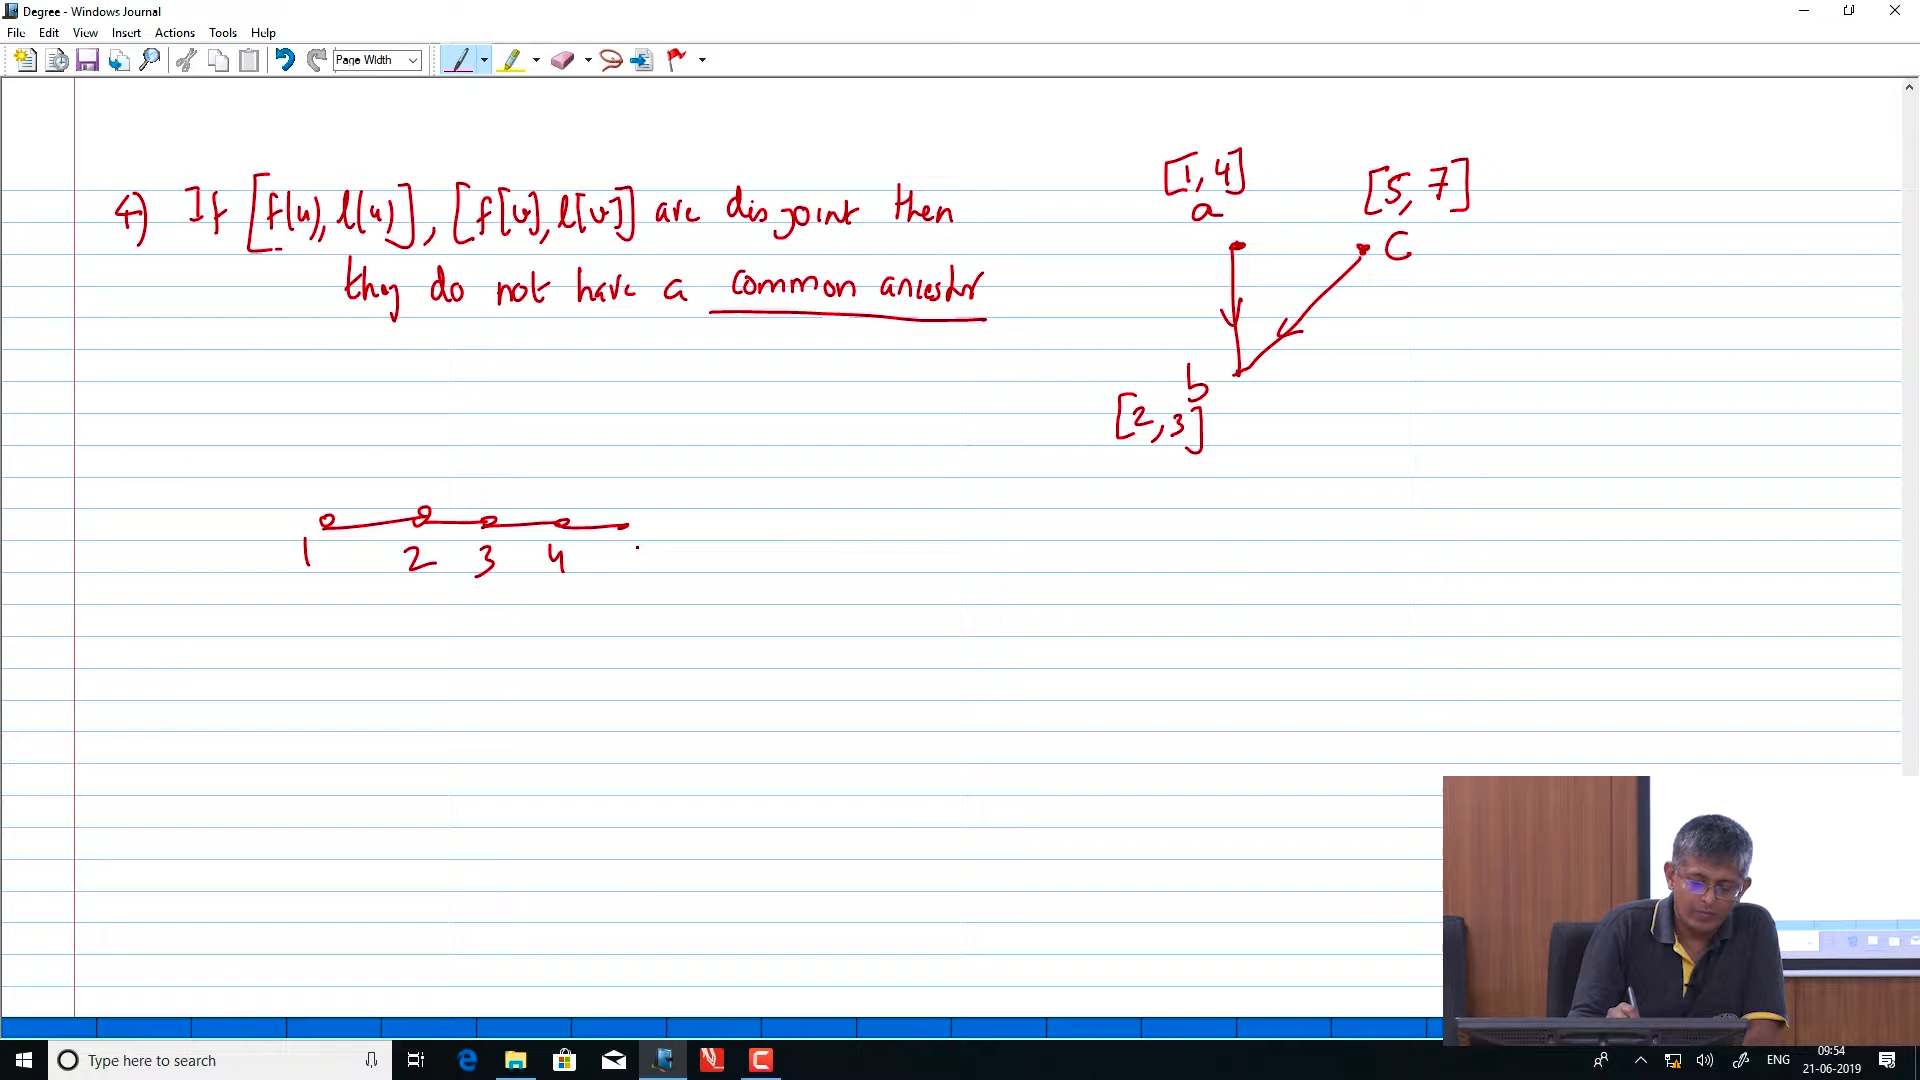 Degree - Windows Journal
File Edit View Insert Actions Tools Help
Page Width
4) If [f(u), l(u)], [f[v], l[v]] are disjoint then
they do not have a common ancestor
[1, 4]
a
[5, 7]
C
b
[2, 3]
1 2 3 4
Type here to search
ENG
09:54
21-06-2019